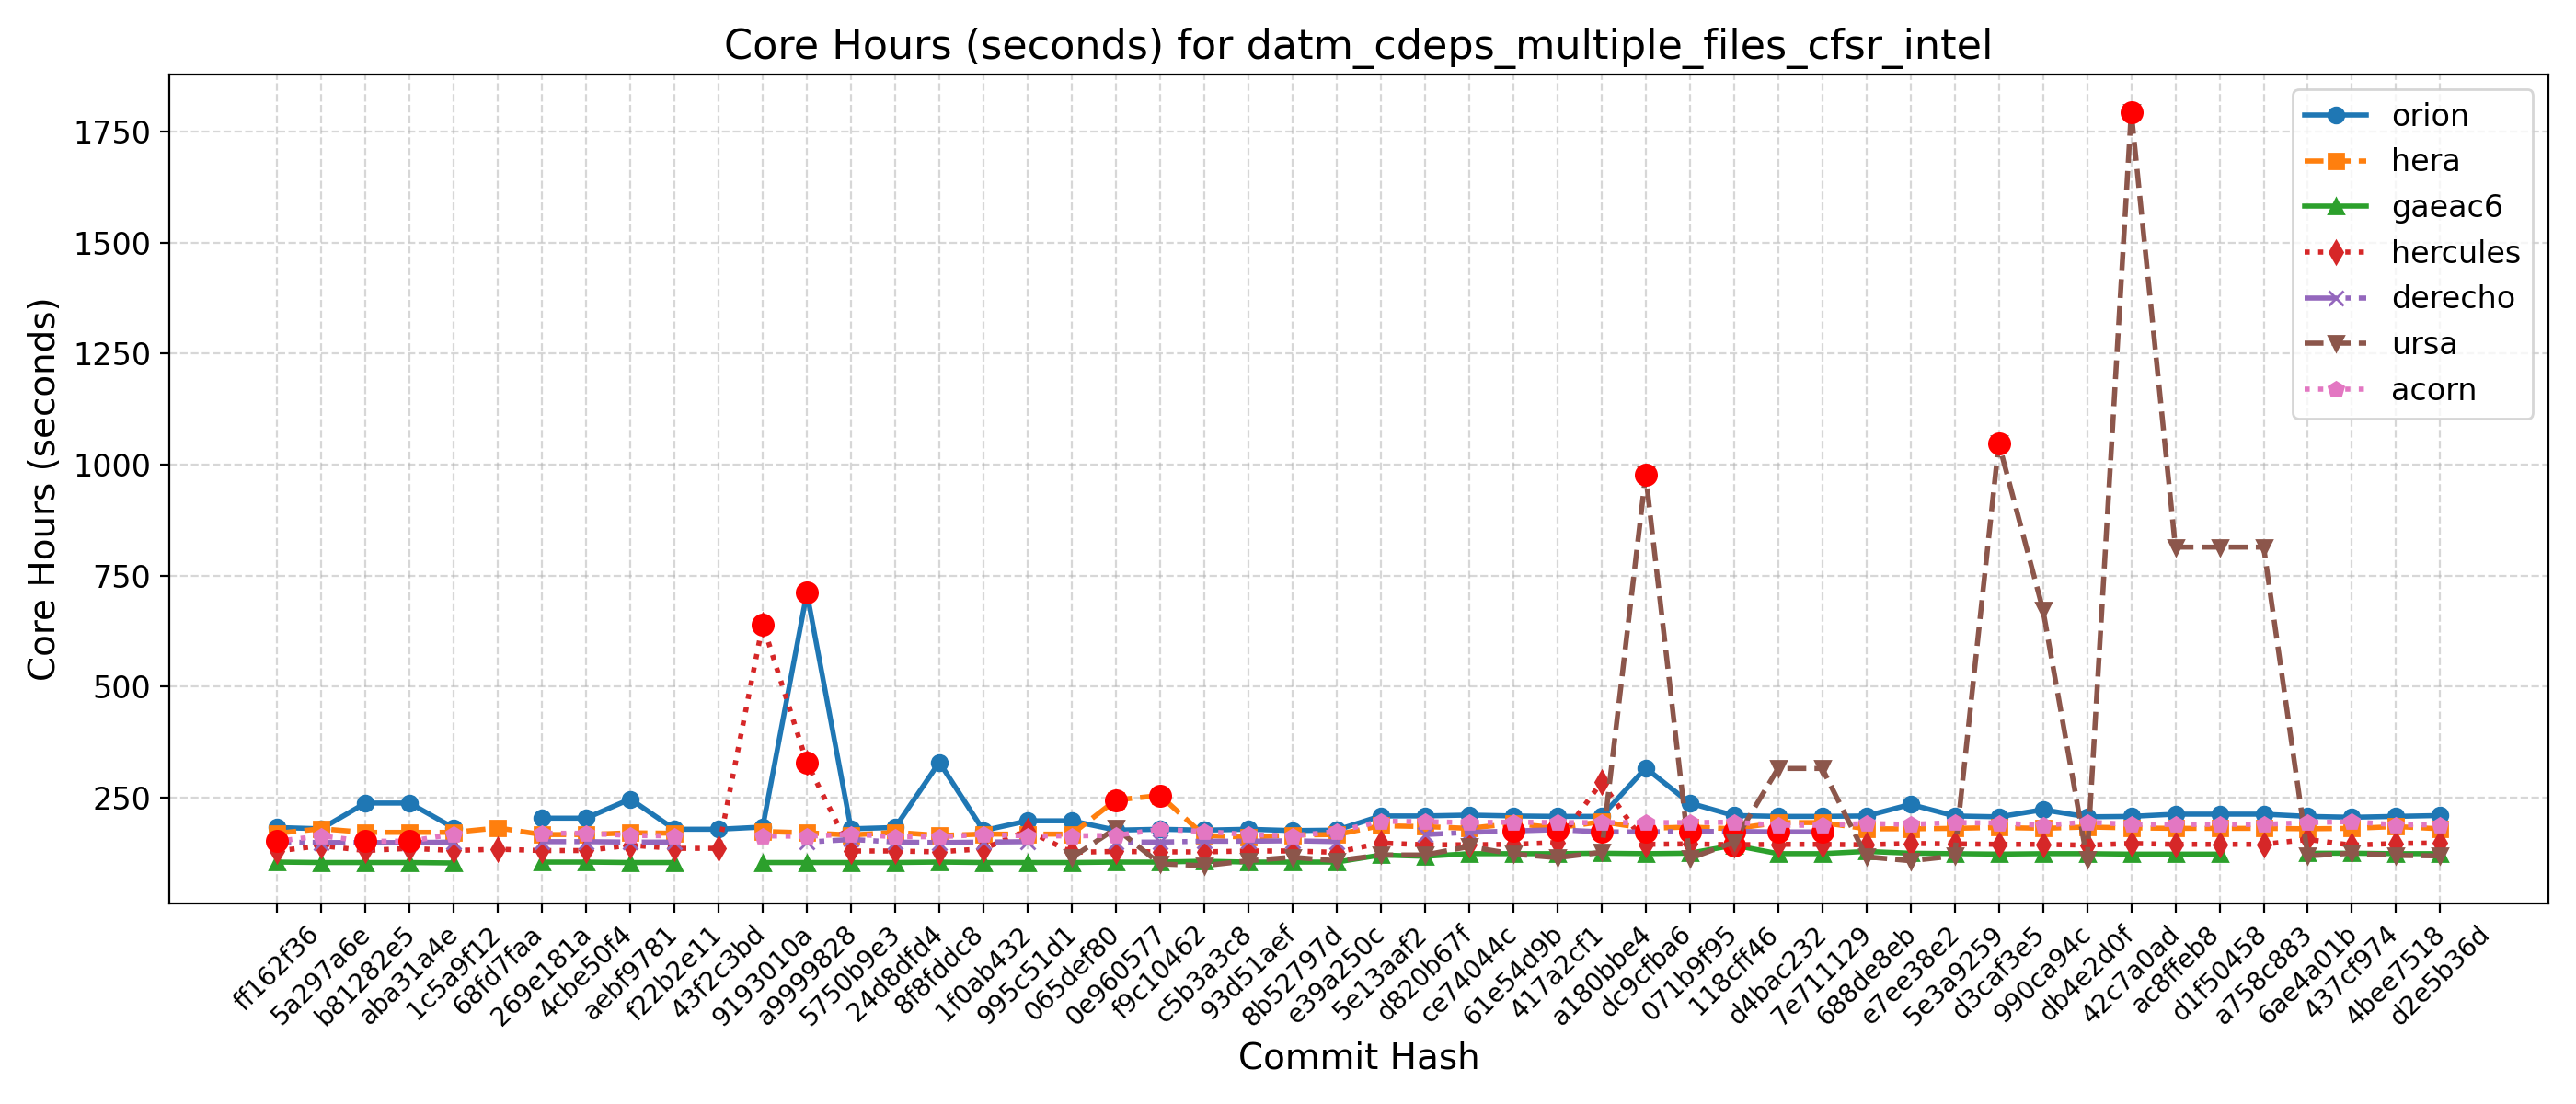 Core Hours (seconds) for datm_cdeps_multiple_files_cfsr_intel
Core Hours (seconds)
1750
1500
1250
1000
750
500
250
orion
hera
gaeac6
hercules
derecho
ursa
acorn
ff162f36
5a297a6e
b81282e5
aba31a4e
1c5a9f12
68fd7faa
269e181a
4cbe50f4
aebf9781
f22b2e11
43f2c3bd
9193010a
a9999828
5750b9e3
24d8dfd4
8f8fddc8
1f0ab432
995c51d1
065def80
0e960577
f9c10462
c5b3a3c8
93d51aef
8b52797d
e39a250c
5e13aaf2
d820b67f
ce74044c
61e54d9b
417a2cf1
a180bbe4
dc9cfba6
071b9f95
118cff46
d4bac232
7e711129
688de8eb
e7ee38e2
5e3a9259
d3caf3e5
990ca94c
db4e2d0f
42c7a0ad
ac8ffeb8
d1f50458
a758c883
6ae4a01b
437cf974
4bee7518
d2e5b36d
Commit Hash